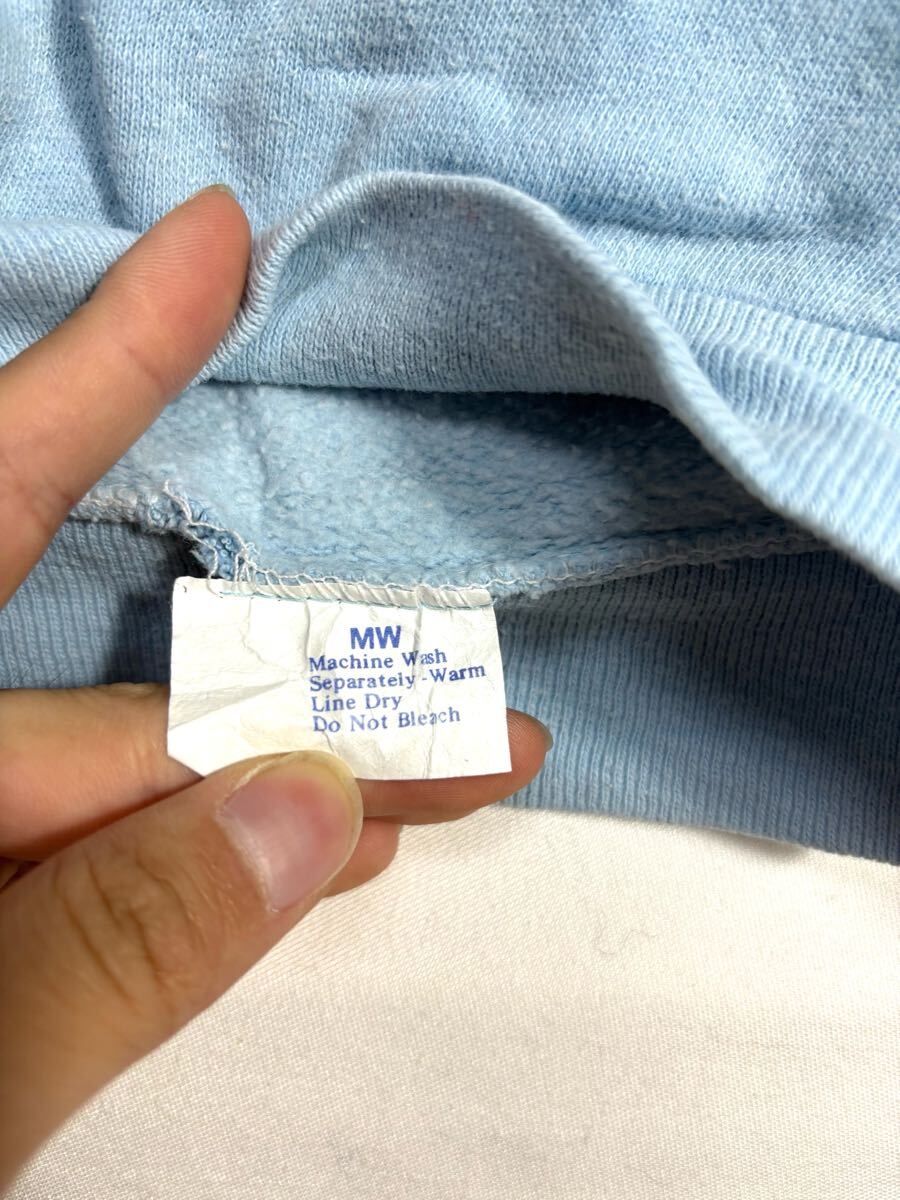 MW
Machine Wash
Separately - Warm
Line Dry
Do Not Bleach